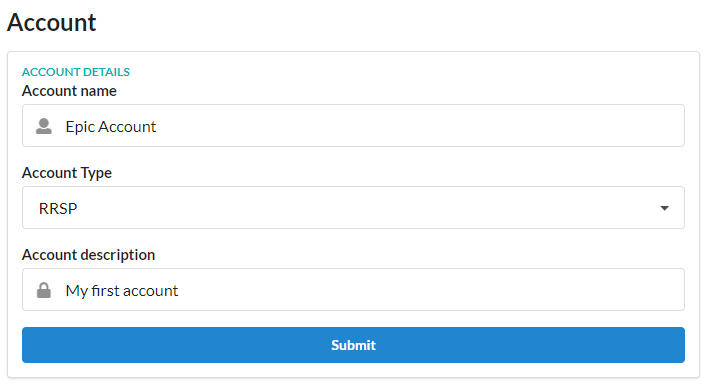 Account
ACCOUNT DETAILS
Account name
Epic Account
Account Type
RRSP
Account description
My first account
Submit